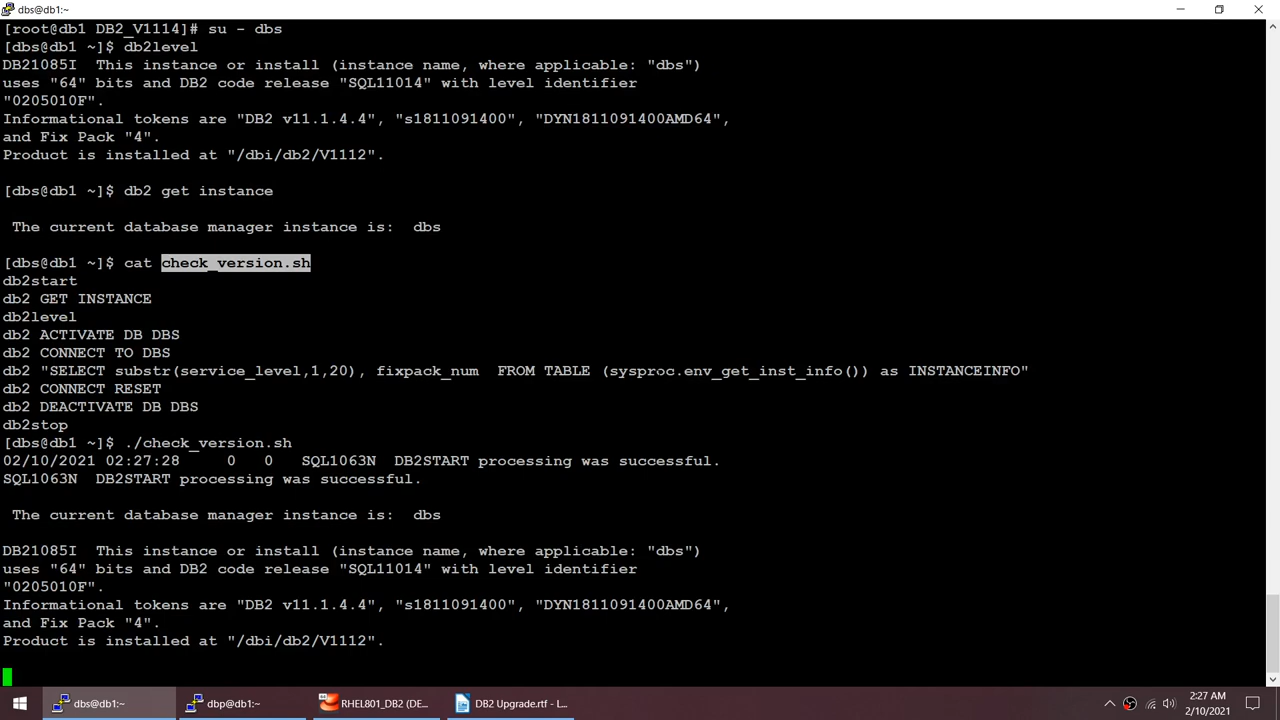 dbs@db1:~
[root@db1 DB2_V1114]# su - dbs
[dbs@db1 ~]$ db2level
DB21085I  This instance or install (instance name, where applicable: "dbs")
uses "64" bits and DB2 code release "SQL11014" with level identifier
"0205010F".
Informational tokens are "DB2 v11.1.4.4", "s1811091400", "DYN1811091400AMD64",
and Fix Pack "4".
Product is installed at "/dbi/db2/V1112".
[dbs@db1 ~]$ db2 get instance
The current database manager instance is:  dbs
[dbs@db1 ~]$ cat check_version.sh
db2start
db2 GET INSTANCE
db2level
db2 ACTIVATE DB DBS
db2 CONNECT TO DBS
db2 "SELECT substr(service_level,1,20), fixpack_num  FROM TABLE (sysproc.env_get_inst_info()) as INSTANCEINFO"
db2 CONNECT RESET
db2 DEACTIVATE DB DBS
db2stop
[dbs@db1 ~]$ ./check_version.sh
02/10/2021 02:27:28     0   0   SQL1063N  DB2START processing was successful.
SQL1063N  DB2START processing was successful.
The current database manager instance is:  dbs
DB21085I  This instance or install (instance name, where applicable: "dbs")
uses "64" bits and DB2 code release "SQL11014" with level identifier
"0205010F".
Informational tokens are "DB2 v11.1.4.4", "s1811091400", "DYN1811091400AMD64",
and Fix Pack "4".
Product is installed at "/dbi/db2/V1112".
dbs@db1:~ dbp@db1:~ RHEL801_DB2 (DE... DB2 Upgrade.rtf - L...
2:27 AM
2/10/2021